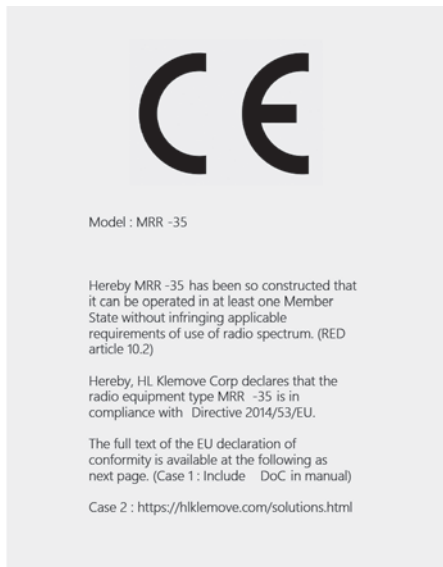 CE
Model : MRR -35
Hereby MRR -35 has been so constructed that
it can be operated in at least one Member
State without infringing applicable
requirements of use of radio spectrum. (RED
article 10.2)
Hereby, HL Klemove Corp declares that the
radio equipment type MRR -35 is in
compliance with Directive 2014/53/EU.
The full text of the EU declaration of
conformity is available at the following as
next page. (Case 1 : Include DoC in manual)
Case 2 : https://hlklemove.com/solutions.html